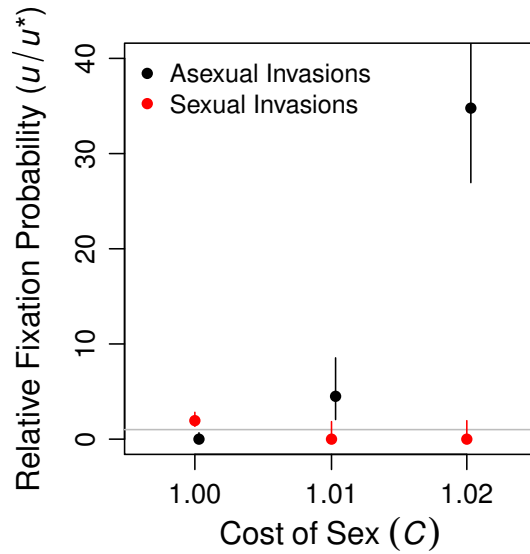 Relative Fixation Probability (u/u*)
40
30
20
10
0
Asexual Invasions
Sexual Invasions
1.00 1.01 1.02
Cost of Sex (C)